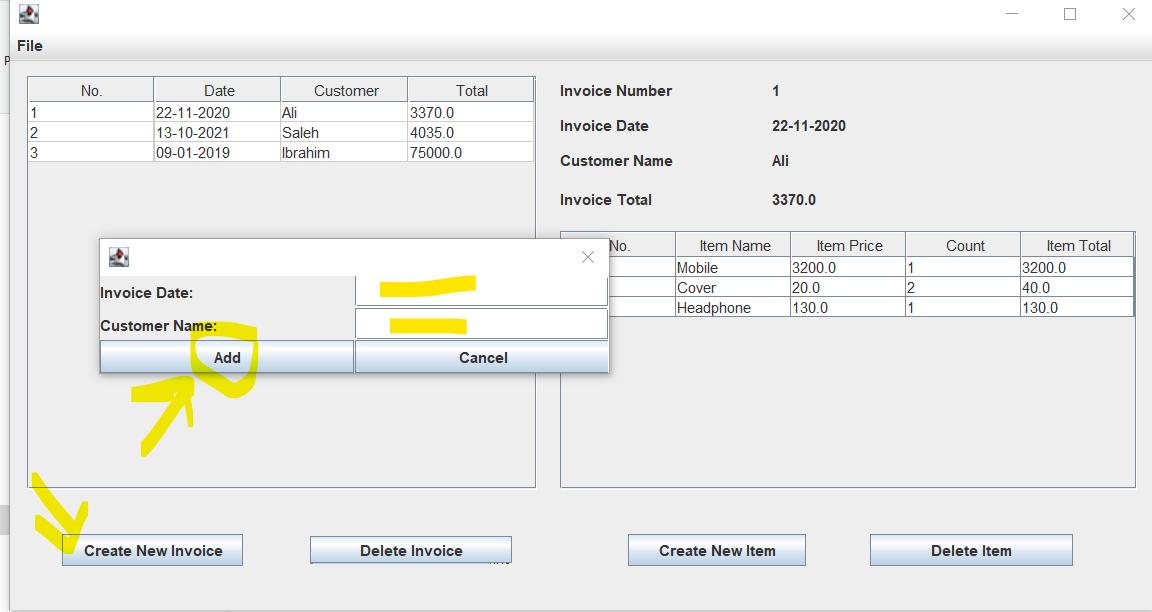 File
No. Date Customer Total
1 22-11-2020 Ali 3370.0
2 13-10-2021 Saleh 4035.0
3 09-01-2019 Ibrahim 75000.0
Invoice Number 1
Invoice Date 22-11-2020
Customer Name Ali
Invoice Total 3370.0
No. Item Name Item Price Count Item Total
Mobile 3200.0 1 3200.0
Cover 20.0 2 40.0
Headphone 130.0 1 130.0
Invoice Date:
Customer Name:
Add Cancel
Create New Invoice Delete Invoice Create New Item Delete Item